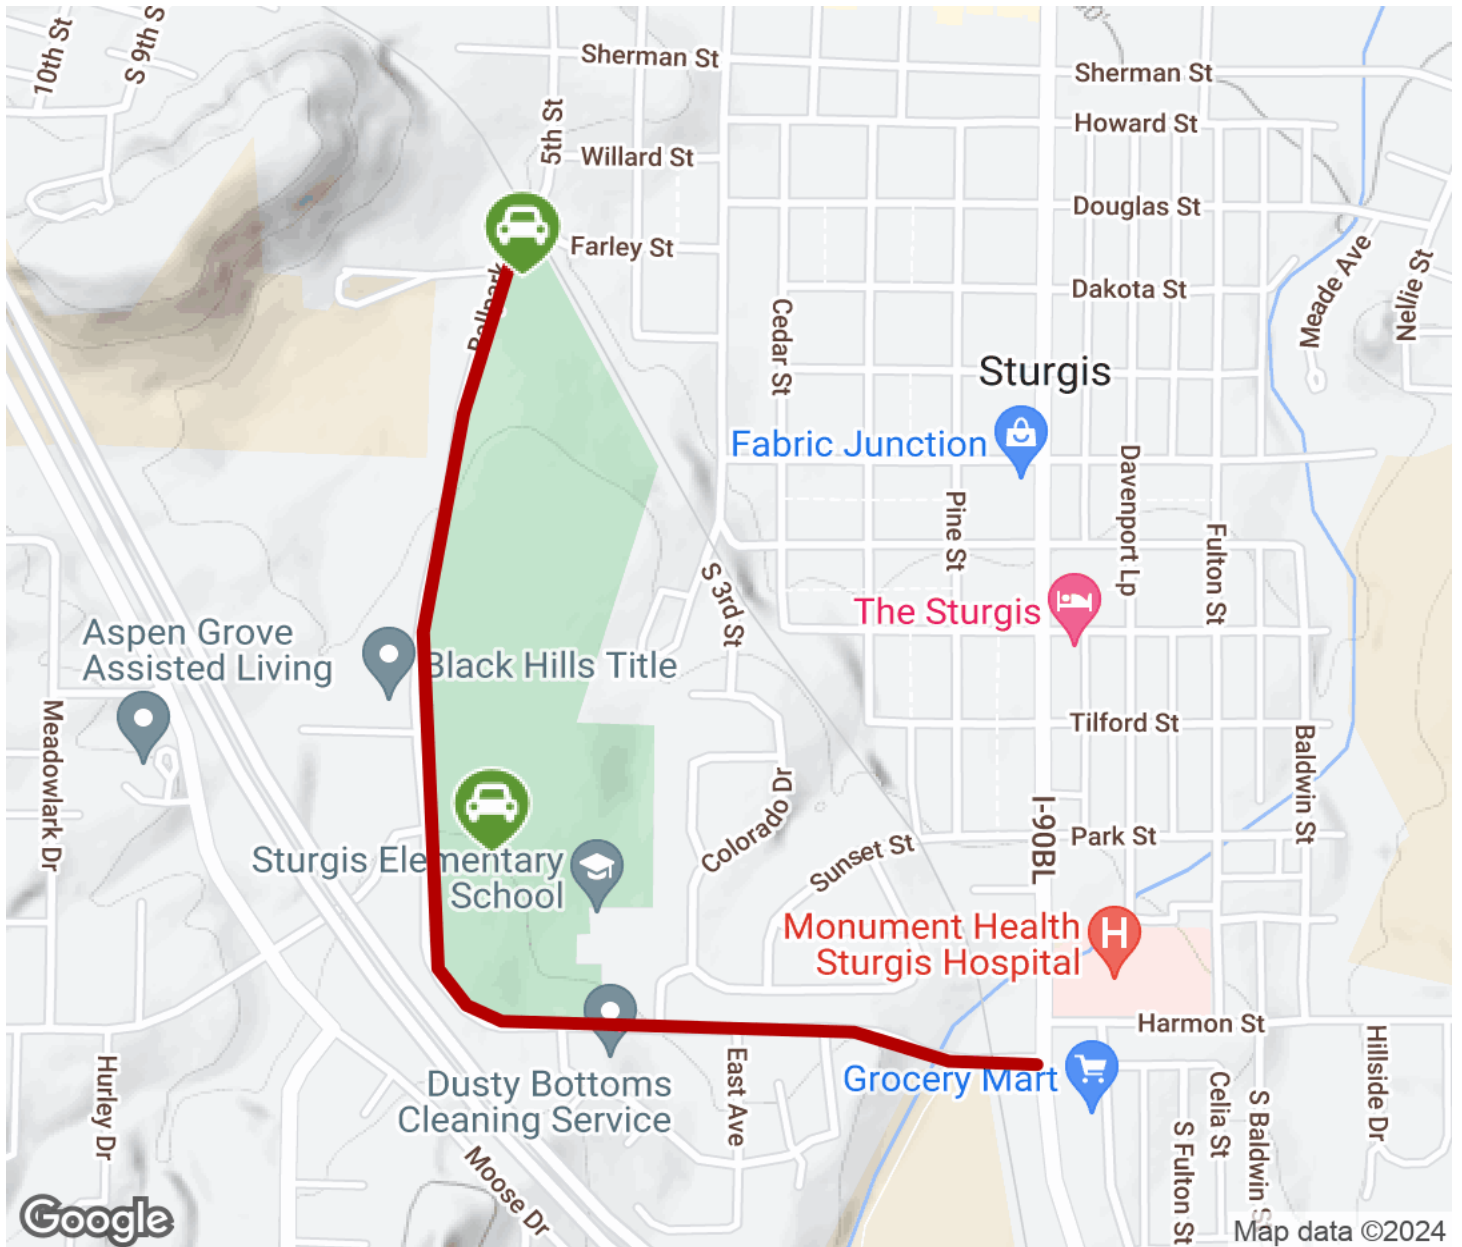 10th St
S 9th S
Sherman St
Sherman St
5th St
Howard St
Willard St
Douglas St
Farley St
Meade Ave
Nellie St
Dakota St
Cedar St
Sturgis
Fabric Junction
Davenport Lp
Pine St
Fulton St
S 3rd St
The Sturgis
Aspen Grove
Assisted Living
Black Hills Title
Meadowlark Dr
Tilford St
Baldwin St
Colorado Dr
I-90BL
Park St
Sunset St
Sturgis Elementary
School
Monument Health
Sturgis Hospital
H
Harmon St
Hillside Dr
Grocery Mart
Hurley Dr
East Ave
Dusty Bottoms
Cleaning Service
Celia St
S Baldwin S
S Fulton St
Moose Dr
Google
Map data ©2024